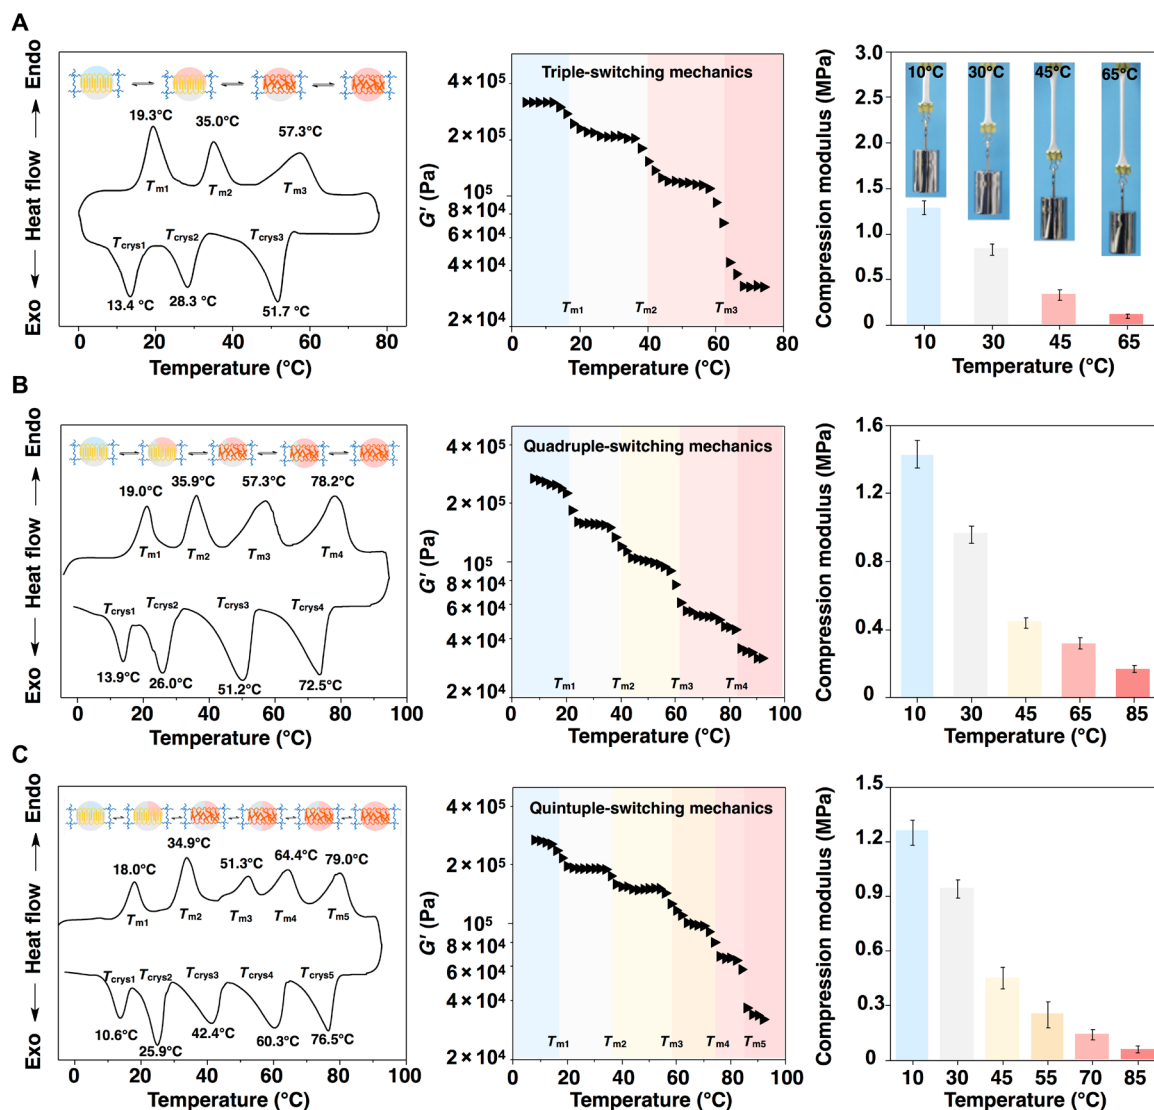 A
Exo ← Heat flow → Endo
19.3°C
35.0°C
57.3°C
Tm1
Tm2
Tm3
Tcrys1
Tcrys2
Tcrys3
13.4 °C
28.3 °C
51.7 °C
0 20 40 60 80
Temperature (°C)
Triple-switching mechanics
G′ (Pa)
4 × 10⁵
2 × 10⁵
10⁵
8 × 10⁴
6 × 10⁴
4 × 10⁴
2 × 10⁴
Tm1
Tm2
Tm3
0 20 40 60 80
Temperature (°C)
Compression modulus (MPa)
3.0
2.5
2.0
1.5
1.0
0.5
0
10°C
30°C
45°C
65°C
10 30 45 65
Temperature (°C)
B
Exo ← Heat flow → Endo
19.0°C
35.9°C
57.3°C
78.2°C
Tm1
Tm2
Tm3
Tm4
Tcrys1
Tcrys2
Tcrys3
Tcrys4
13.9°C
26.0°C
51.2°C
72.5°C
0 20 40 60 80 100
Temperature (°C)
Quadruple-switching mechanics
G′ (Pa)
4 × 10⁵
2 × 10⁵
10⁵
8 × 10⁴
6 × 10⁴
4 × 10⁴
2 × 10⁴
Tm1
Tm2
Tm3
Tm4
0 20 40 60 80 100
Temperature (°C)
Compression modulus (MPa)
1.6
1.2
0.8
0.4
0
10 30 45 65 85
Temperature (°C)
C
Exo ← Heat flow → Endo
18.0°C
34.9°C
51.3°C
64.4°C
79.0°C
Tm1
Tm2
Tm3
Tm4
Tm5
Tcrys1
Tcrys2
Tcrys3
Tcrys4
Tcrys5
10.6°C
25.9°C
42.4°C
60.3°C
76.5°C
0 20 40 60 80 100
Temperature (°C)
Quintuple-switching mechanics
G′ (Pa)
4 × 10⁵
2 × 10⁵
10⁵
8 × 10⁴
6 × 10⁴
4 × 10⁴
2 × 10⁴
Tm1
Tm2
Tm3
Tm4
Tm5
0 20 40 60 80 100
Temperature (°C)
Compression modulus (MPa)
1.5
1.2
0.9
0.6
0.3
0
10 30 45 55 70 85
Temperature (°C)